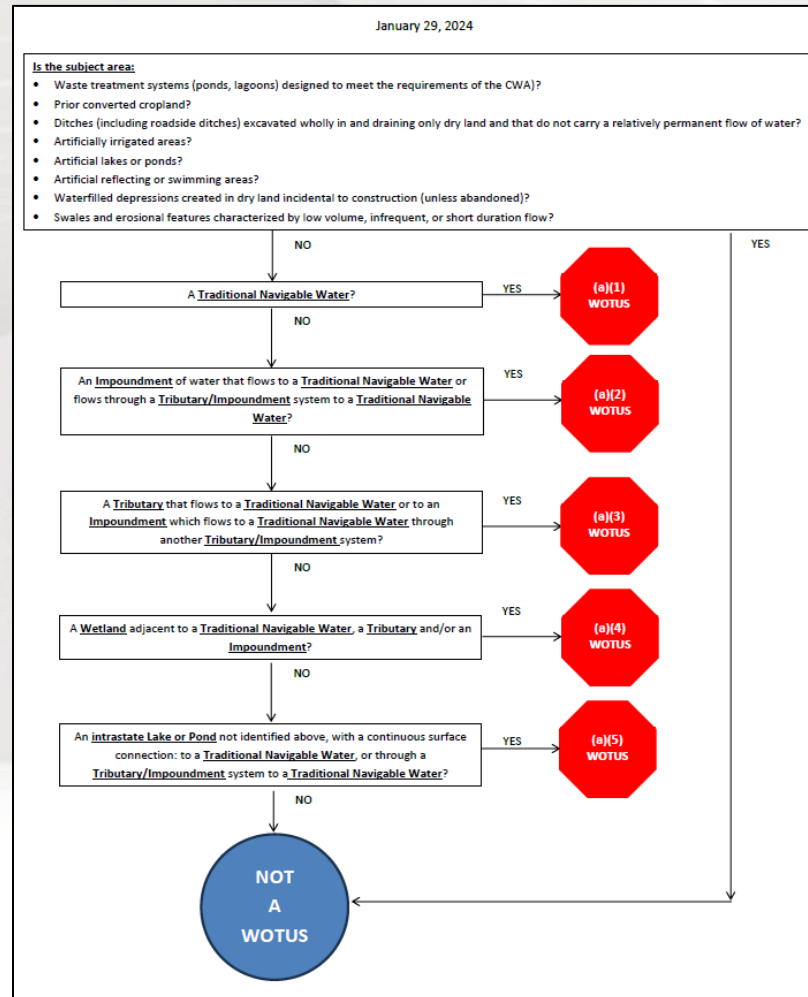 January 29, 2024
Is the subject area:
• Waste treatment systems (ponds, lagoons) designed to meet the requirements of the CWA)?
• Prior converted cropland?
• Ditches (including roadside ditches) excavated wholly in and draining only dry land and that do not carry a relatively permanent flow of water?
• Artificially irrigated areas?
• Artificial lakes or ponds?
• Artificial reflecting or swimming areas?
• Waterfilled depressions created in dry land incidental to construction (unless abandoned)?
• Swales and erosional features characterized by low volume, infrequent, or short duration flow?
NO
YES
A Traditional Navigable Water?
YES
(a)(1)
WOTUS
NO
An Impoundment of water that flows to a Traditional Navigable Water or
flows through a Tributary/Impoundment system to a Traditional Navigable
Water?
YES
(a)(2)
WOTUS
NO
A Tributary that flows to a Traditional Navigable Water or to an
Impoundment which flows to a Traditional Navigable Water through
another Tributary/Impoundment system?
YES
(a)(3)
WOTUS
NO
A Wetland adjacent to a Traditional Navigable Water, a Tributary and/or an
Impoundment?
YES
(a)(4)
WOTUS
NO
An intrastate Lake or Pond not identified above, with a continuous surface
connection: to a Traditional Navigable Water, or through a
Tributary/Impoundment system to a Traditional Navigable Water?
YES
(a)(5)
WOTUS
NO
NOT
A
WOTUS